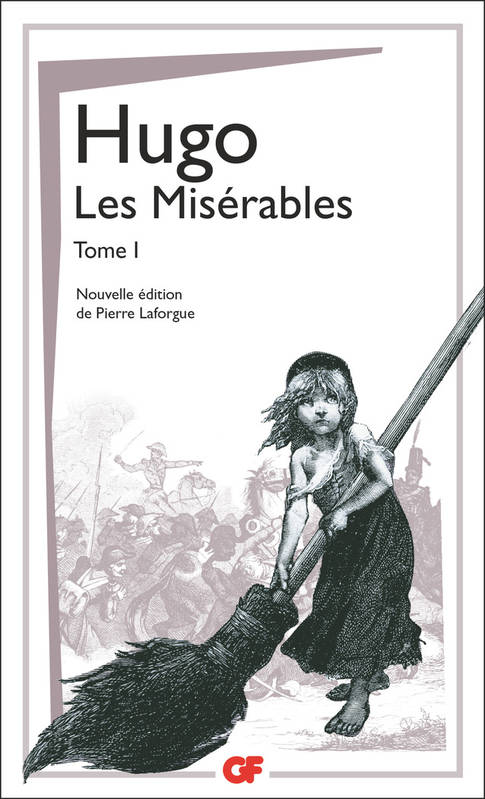 Hugo
Les Misérables
Tome I
Nouvelle édition
de Pierre Laforgue
GF